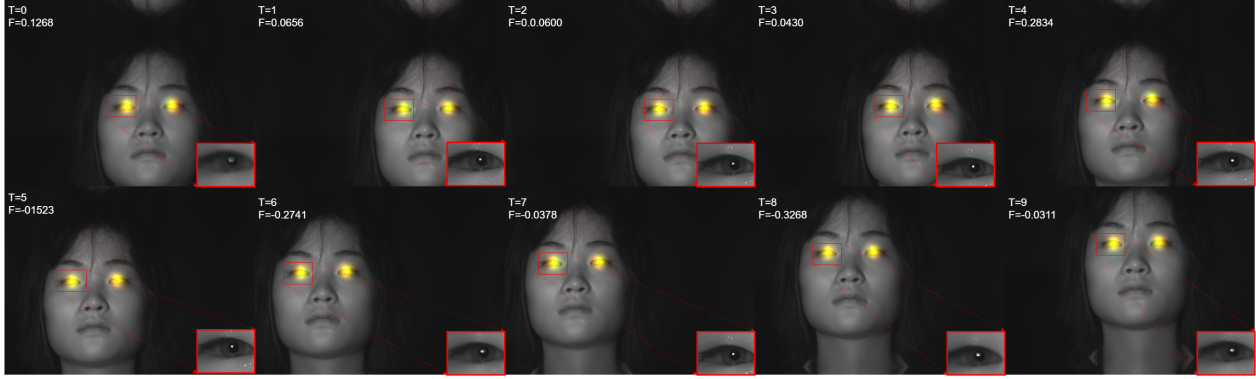 T=0
F=0.1268
T=1
F=0.0656
T=2
F=0.0.0600
T=3
F=0.0430
T=4
F=0.2834
T=5
F=-01523
T=6
F=-0.2741
T=7
F=-0.0378
T=8
F=-0.3268
T=9
F=-0.0311